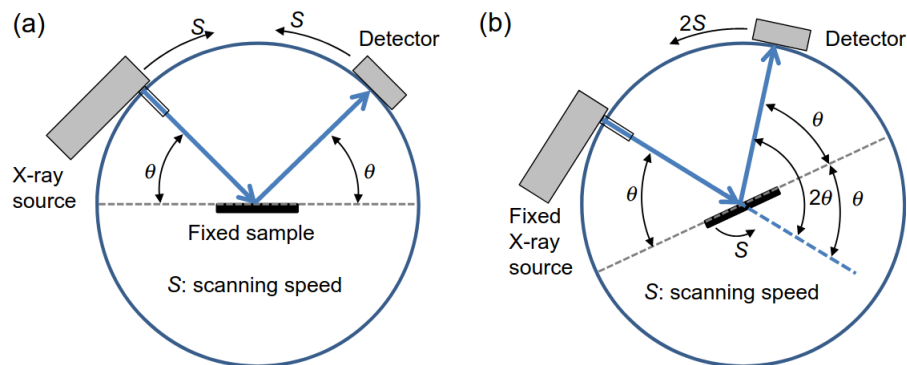 (a)
S
S
Detector
θ
θ
X-ray
source
Fixed sample
S: scanning speed
(b)
2S
Detector
θ
θ
2θ
θ
Fixed
X-ray
source
S
S: scanning speed